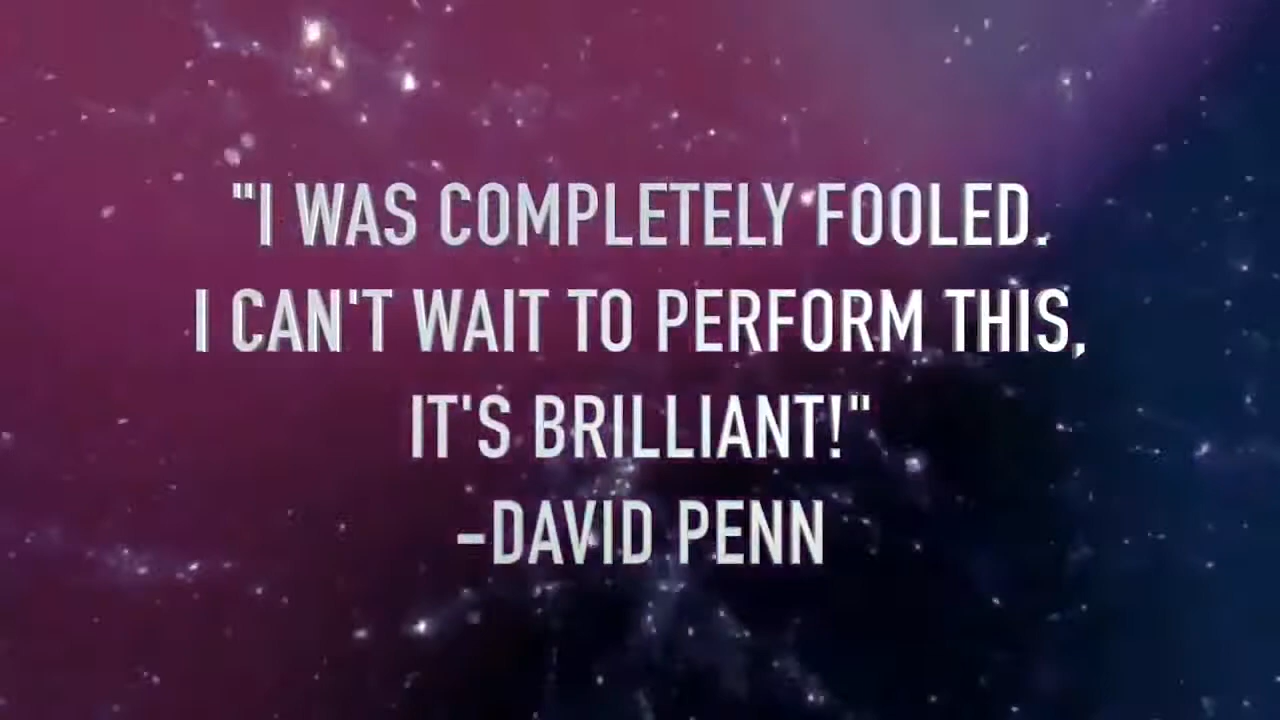 "I WAS COMPLETELY FOOLED.
I CAN'T WAIT TO PERFORM THIS,
IT'S BRILLIANT!"
-DAVID PENN